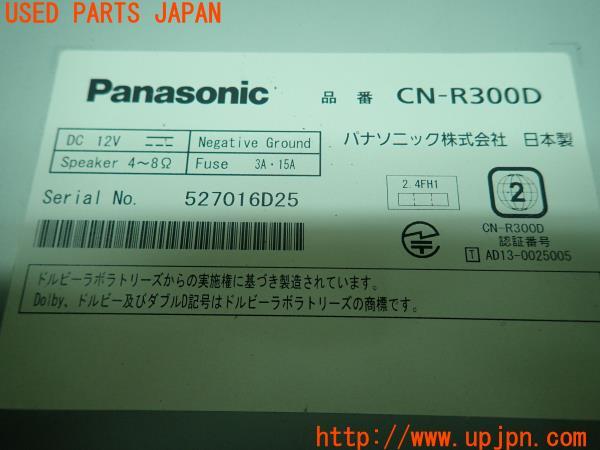 USED PARTS JAPAN
Panasonic 品番 CN-R300D
DC 12V Negative Ground
Speaker 4～8Ω Fuse 3A・15A
パナソニック株式会社 日本製
Serial No. 527016D25
2.4FH1
2
CN-R300D
認証番号
T AD13-0025005
ドルビーラボラトリーズからの実施権に基づき製造されています。
Dolby、ドルビー及びダブルD記号はドルビーラボラトリーズの商標です。
http://www.upjpn.com